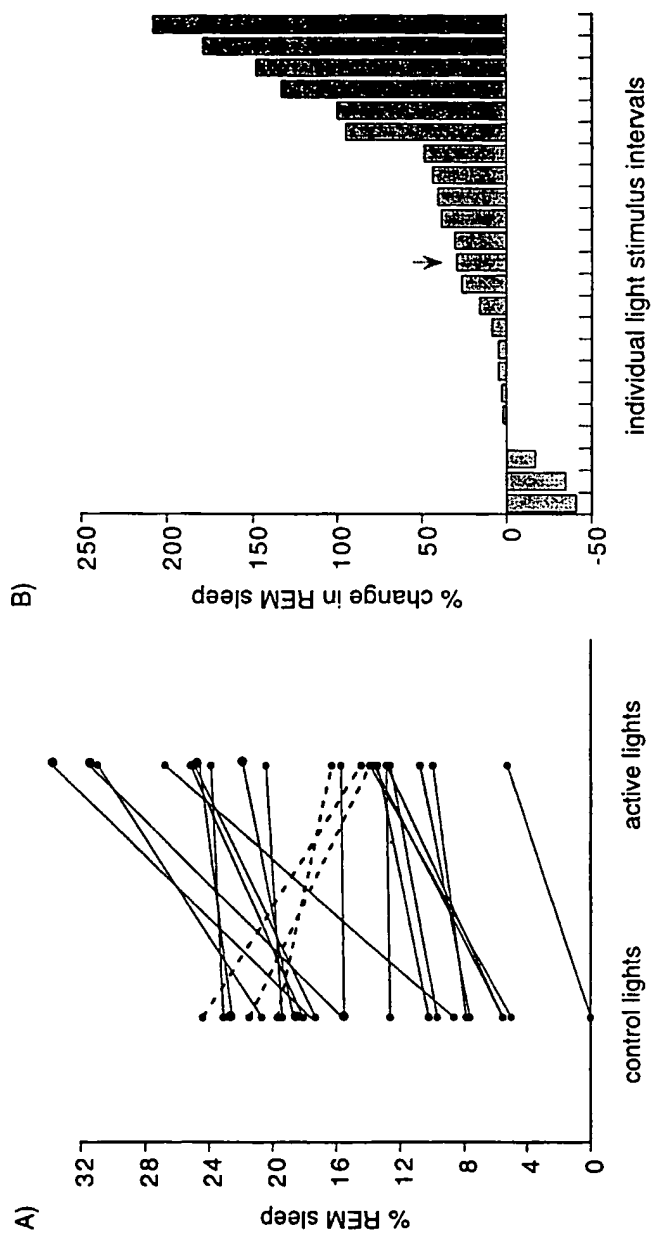 A)
% REM sleep
32
28
24
20
16
12
8
4
0
control lights
active lights
B)
% change in REM sleep
250
200
150
100
50
0
-50
individual light stimulus intervals